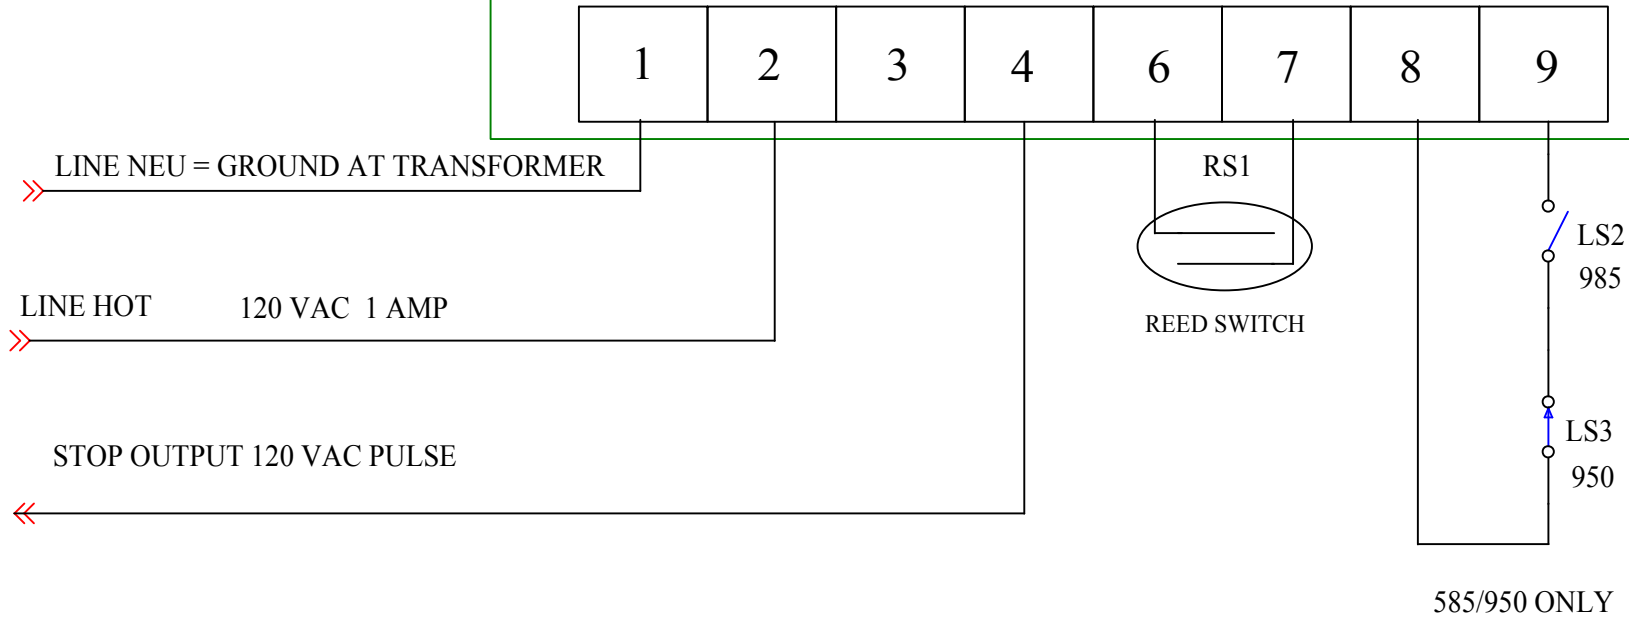 1 2 3 4 6 7 8 9
LINE NEU = GROUND AT TRANSFORMER
RS1
LS2
985
LINE HOT 120 VAC 1 AMP
REED SWITCH
LS3
950
STOP OUTPUT 120 VAC PULSE
585/950 ONLY